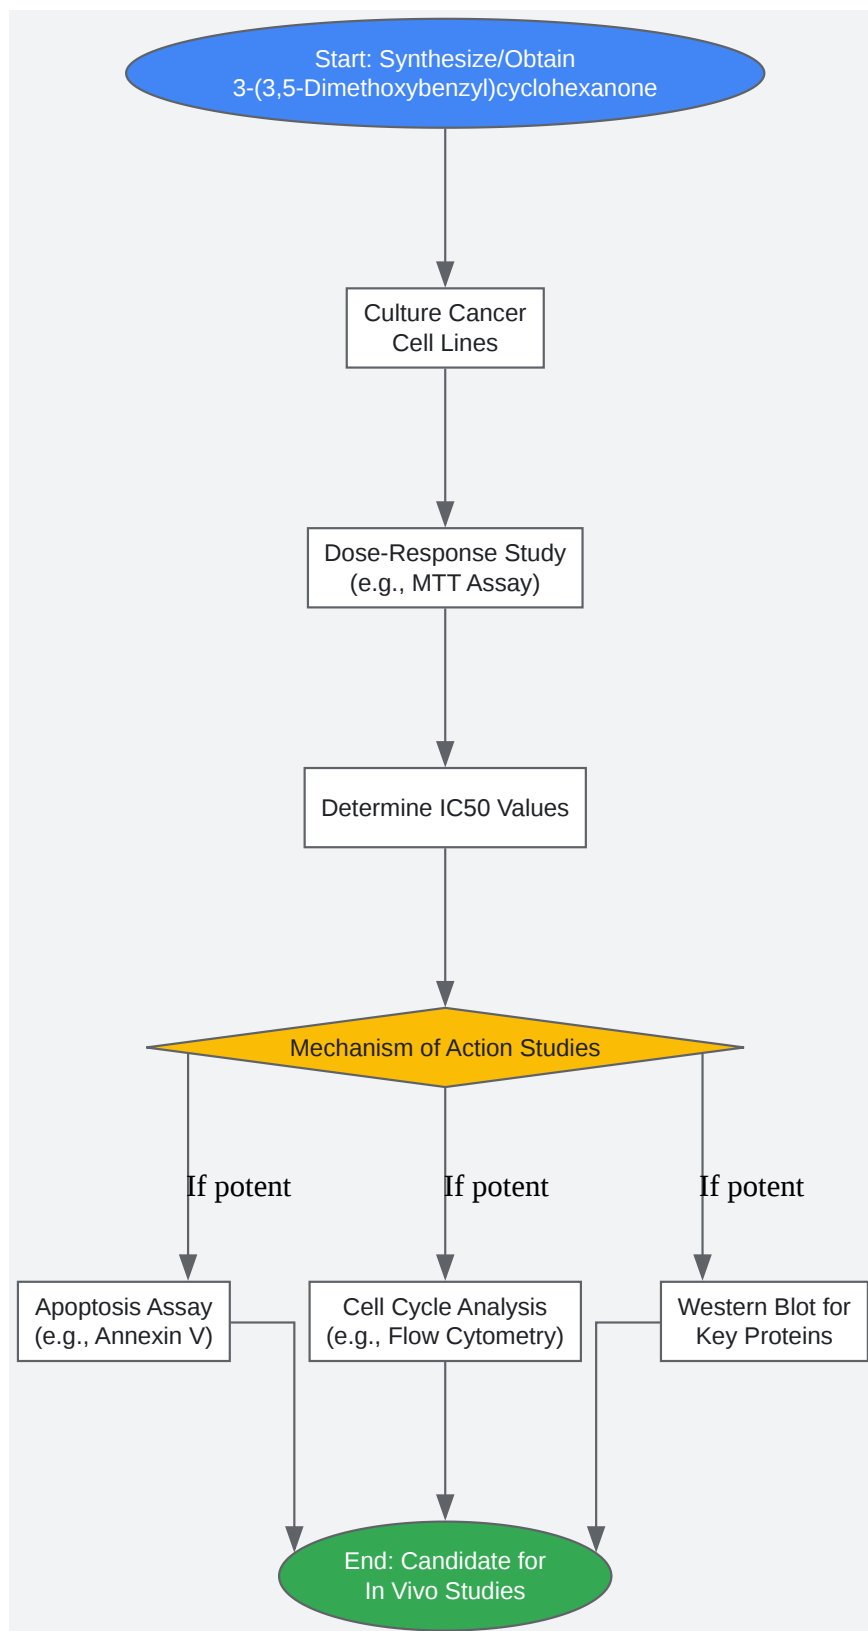 Start: Synthesize/Obtain
3-(3,5-Dimethoxybenzyl)cyclohexanone
Culture Cancer
Cell Lines
Dose-Response Study
(e.g., MTT Assay)
Determine IC50 Values
Mechanism of Action Studies
If potent
If potent
If potent
Apoptosis Assay
(e.g., Annexin V)
Cell Cycle Analysis
(e.g., Flow Cytometry)
Western Blot for
Key Proteins
End: Candidate for
In Vivo Studies